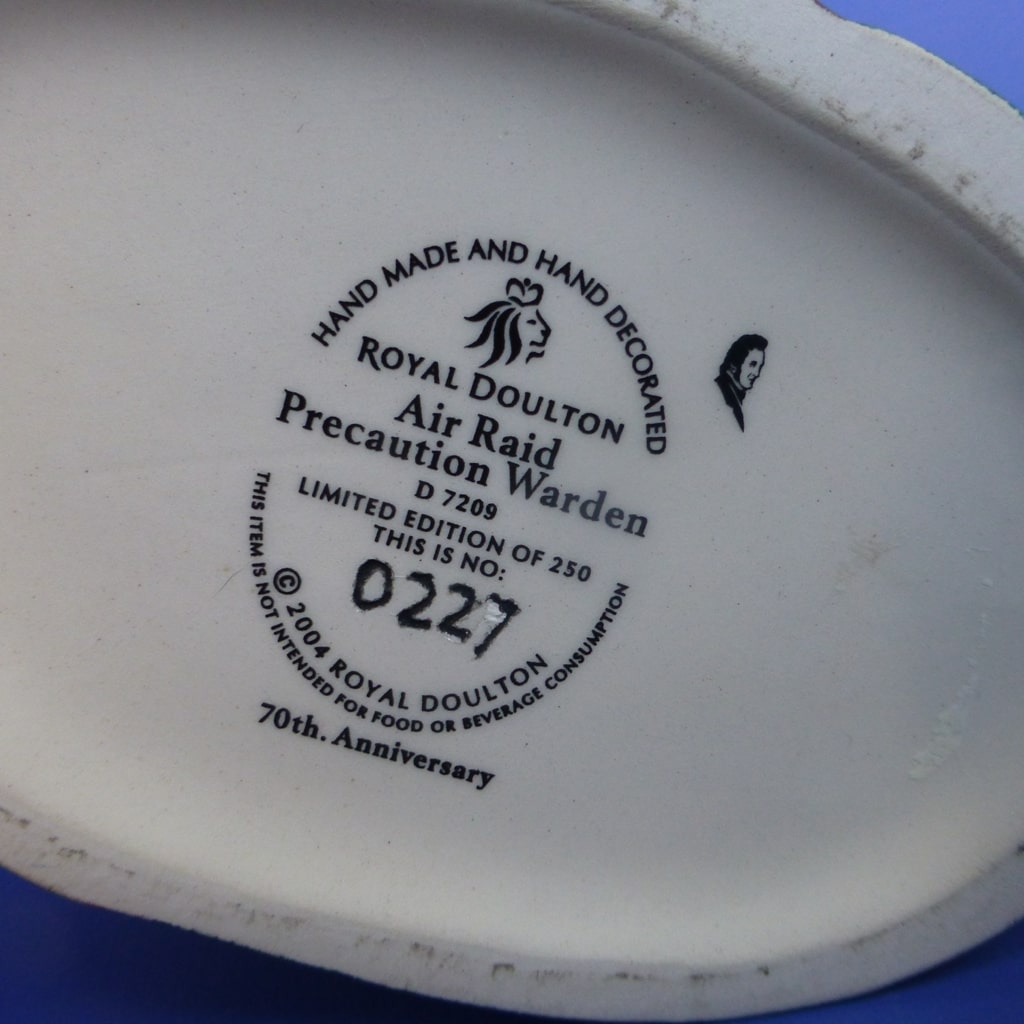 HAND MADE AND HAND DECORATED
ROYAL DOULTON
Air Raid
Precaution Warden
D 7209
LIMITED EDITION OF 250
THIS IS NO:
0227
© 2004 ROYAL DOULTON
THIS ITEM IS NOT INTENDED FOR FOOD OR BEVERAGE CONSUMPTION
70th. Anniversary